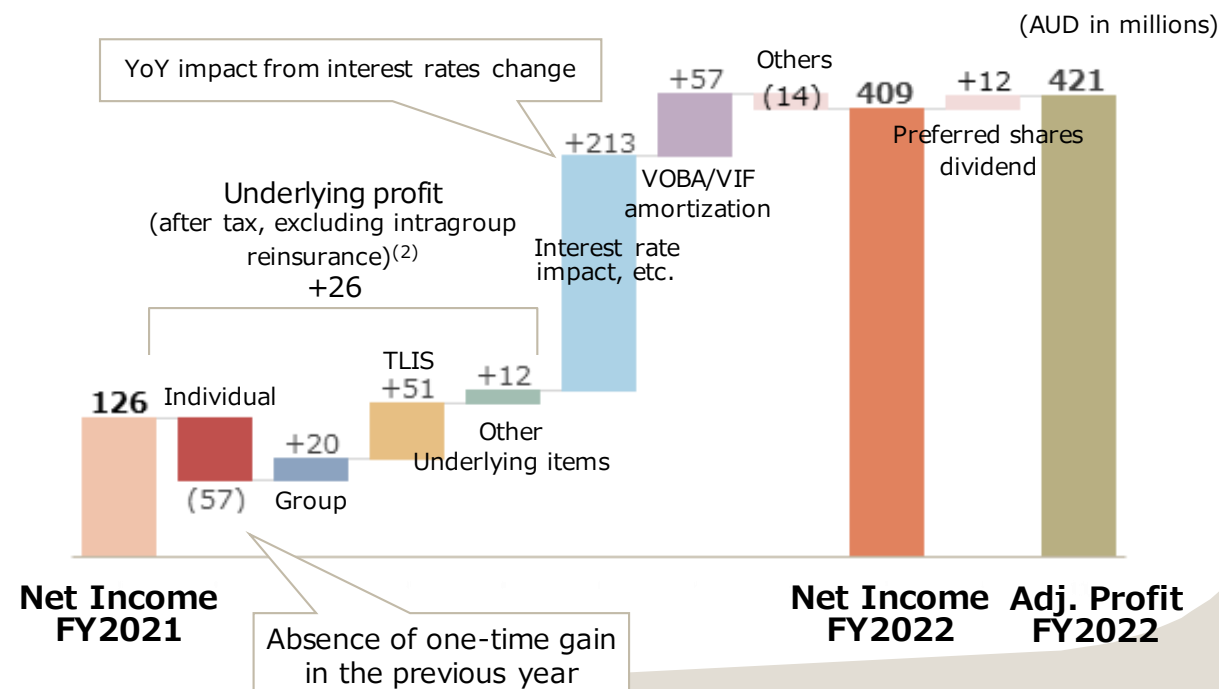 (AUD in millions)
YoY impact from interest rates change
Underlying profit
(after tax, excluding intragroup
reinsurance)(2)
+26
126
Individual
(57)
+20
Group
TLIS
+51
+12
Other
Underlying items
+213
Interest rate
impact, etc.
+57
VOBA/VIF
amortization
Others
(14)
409
+12
Preferred shares
dividend
421
Net Income
FY2021
Net Income
FY2022
Adj. Profit
FY2022
Absence of one-time gain
in the previous year